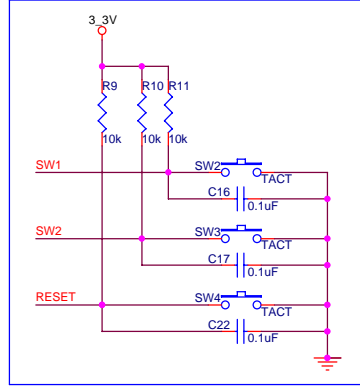 3_3V
R9 R10 R11
10k 10k 10k
SW1 SW2
TACT
C16
0.1uF
SW2 SW3
TACT
C17
0.1uF
RESET SW4
TACT
C22
0.1uF